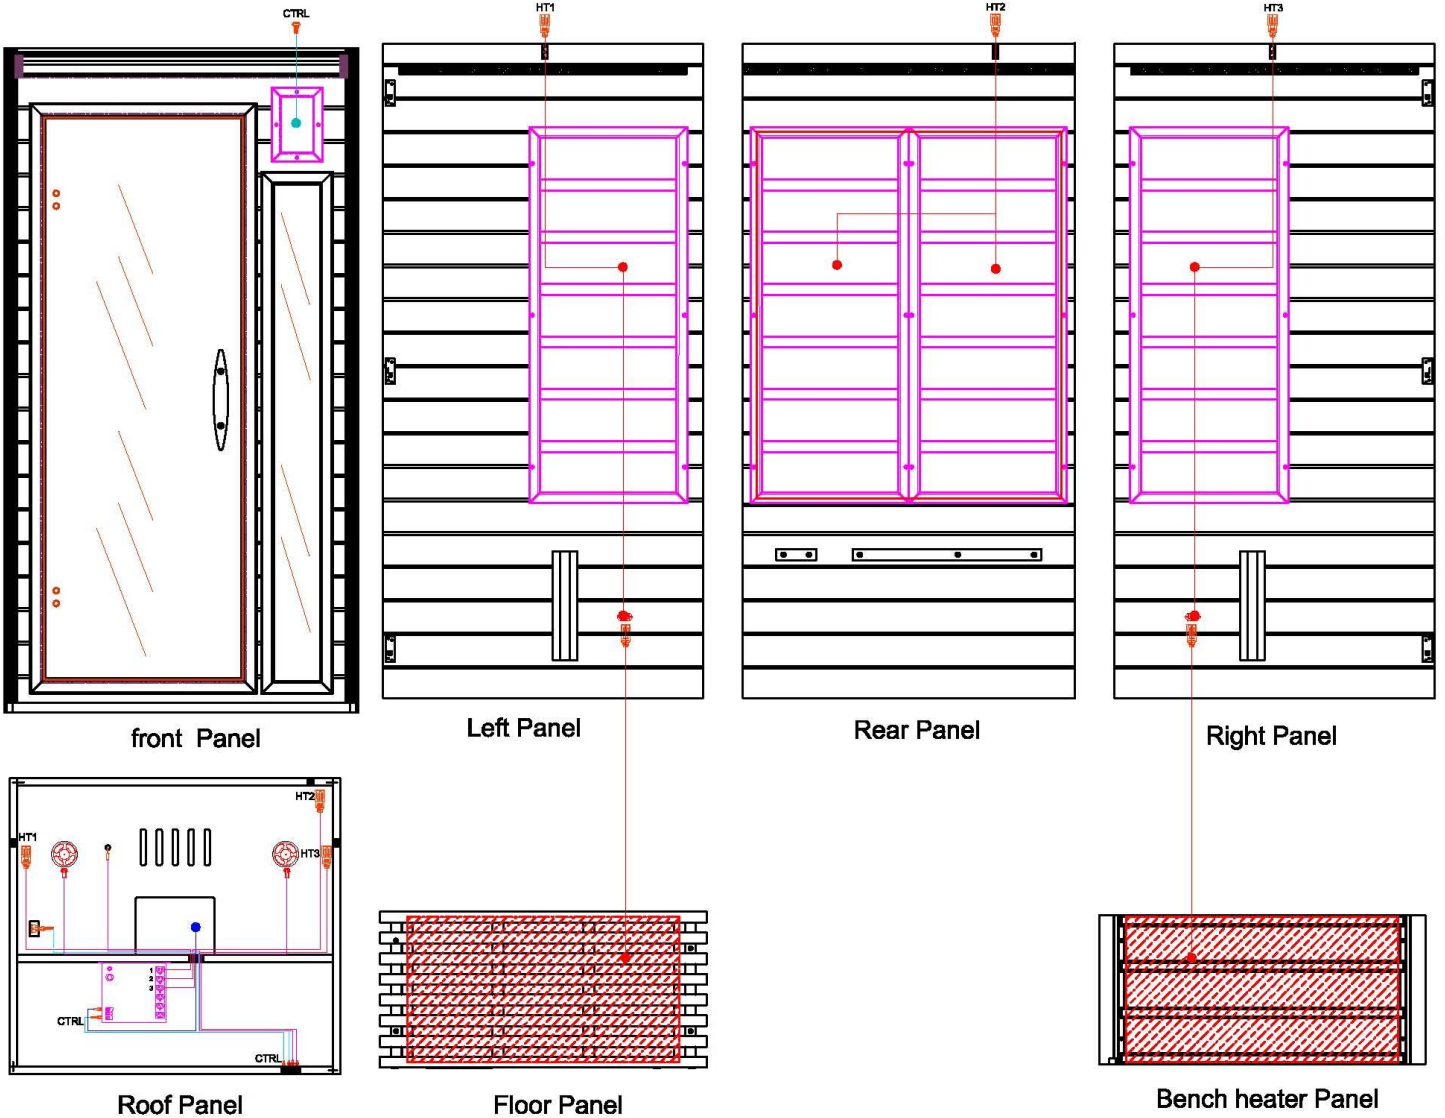 CTRL
HT1
HT2
HT3
front Panel
Left Panel
Rear Panel
Right Panel
HT2
HT1
HT3
1
2
3
CTRL
CTRL
Roof Panel
Floor Panel
Bench heater Panel